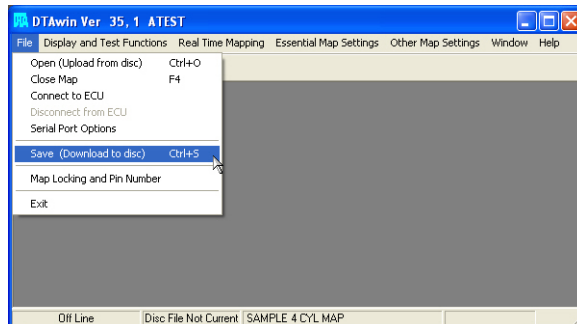 DTA DTAwin Ver 35,1 ATEST
File Display and Test Functions Real Time Mapping Essential Map Settings Other Map Settings Window Help
Open (Upload from disc) Ctrl+O
Close Map F4
Connect to ECU
Disconnect from ECU
Serial Port Options
Save (Download to disc) Ctrl+S
Map Locking and Pin Number
Exit
Off Line Disc File Not Current SAMPLE 4 CYL MAP